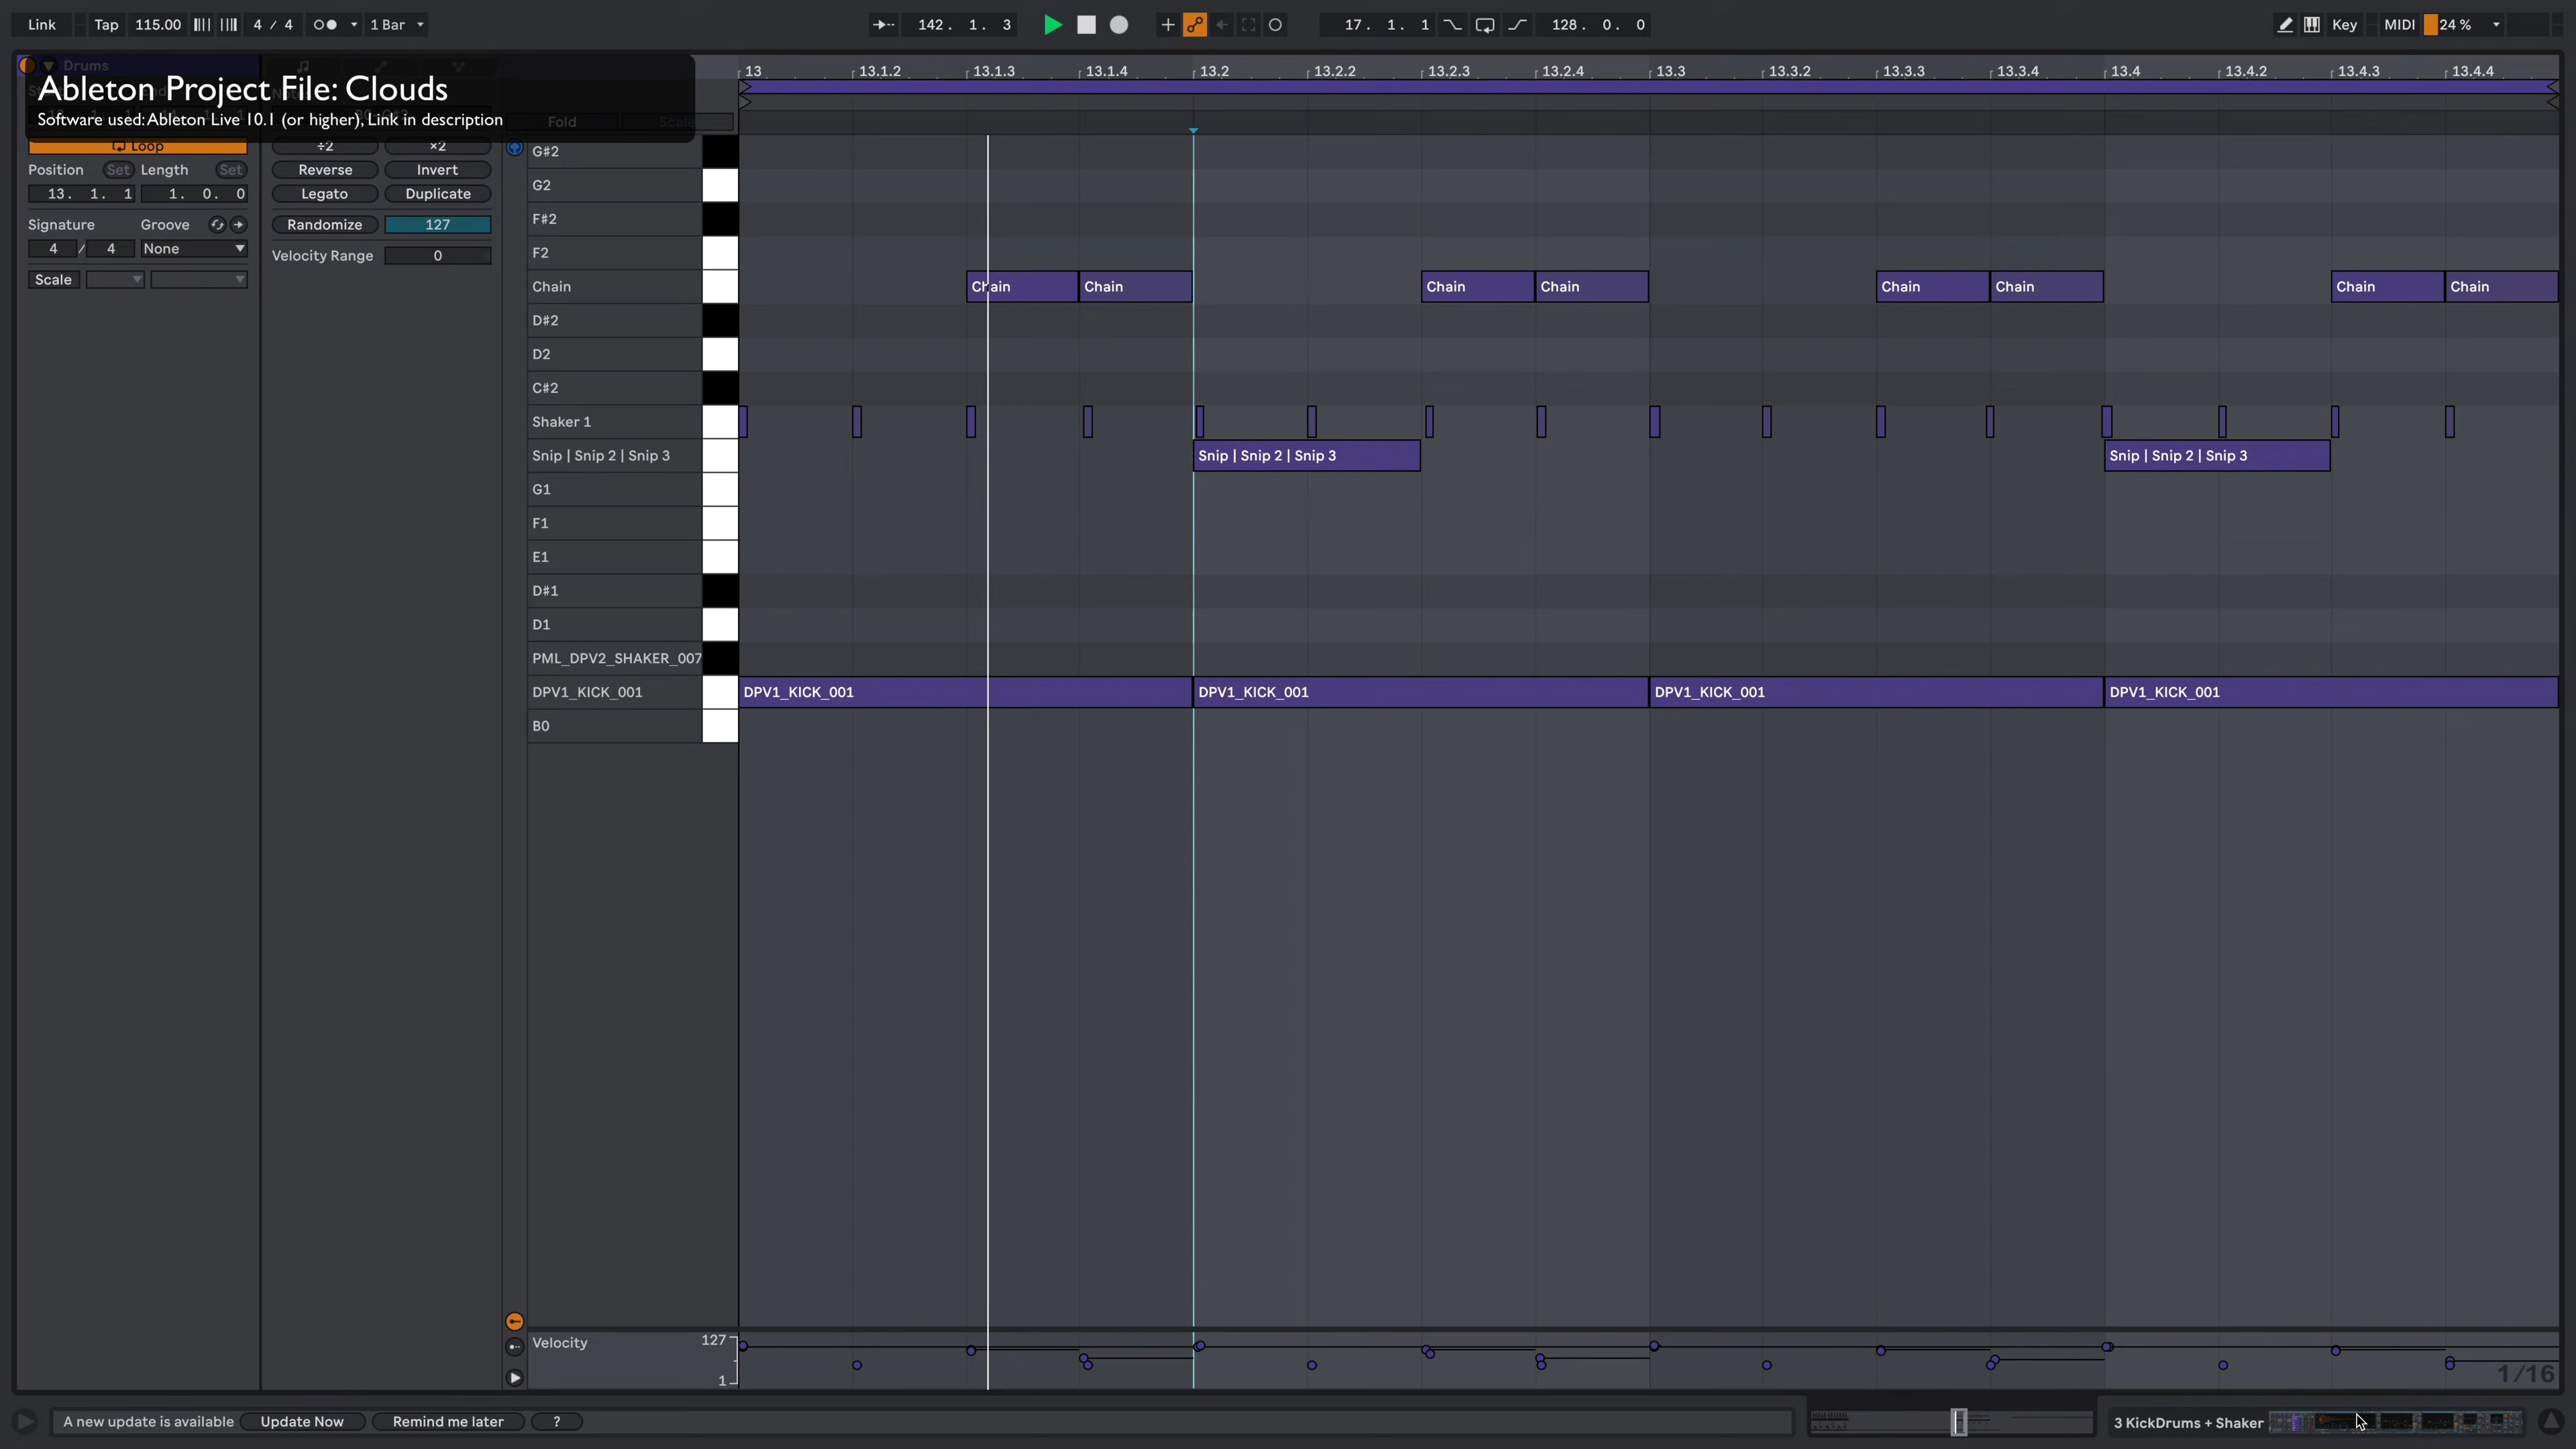 Link Tap 115.00 4 / 4 1 Bar 142. 1. 3 17. 1. 1 128. 0. 0 Key MIDI 24 %
Drums
Ableton Project File: Clouds
Software used: Ableton Live 10.1 (or higher), Link in description
Fold Scale
13 13.1.2 13.1.3 13.1.4 13.2 13.2.2 13.2.3 13.2.4 13.3 13.3.2 13.3.3 13.3.4 13.4 13.4.2 13.4.3 13.4.4
Loop ÷2 ×2
Position Set Length Set Reverse Invert
13. 1. 1 1. 0. 0 Legato Duplicate
Signature Groove Randomize 127
4 / 4 None Velocity Range 0
Scale
G#2
G2
F#2
F2
Chain Chain Chain Chain Chain Chain Chain Chain Chain
D#2
D2
C#2
Shaker 1
Snip | Snip 2 | Snip 3 Snip | Snip 2 | Snip 3 Snip | Snip 2 | Snip 3
G1
F1
E1
D#1
D1
PML_DPV2_SHAKER_007
DPV1_KICK_001 DPV1_KICK_001 DPV1_KICK_001 DPV1_KICK_001 DPV1_KICK_001
B0
Velocity 127
1
1/16
A new update is available Update Now Remind me later ? 3 KickDrums + Shaker